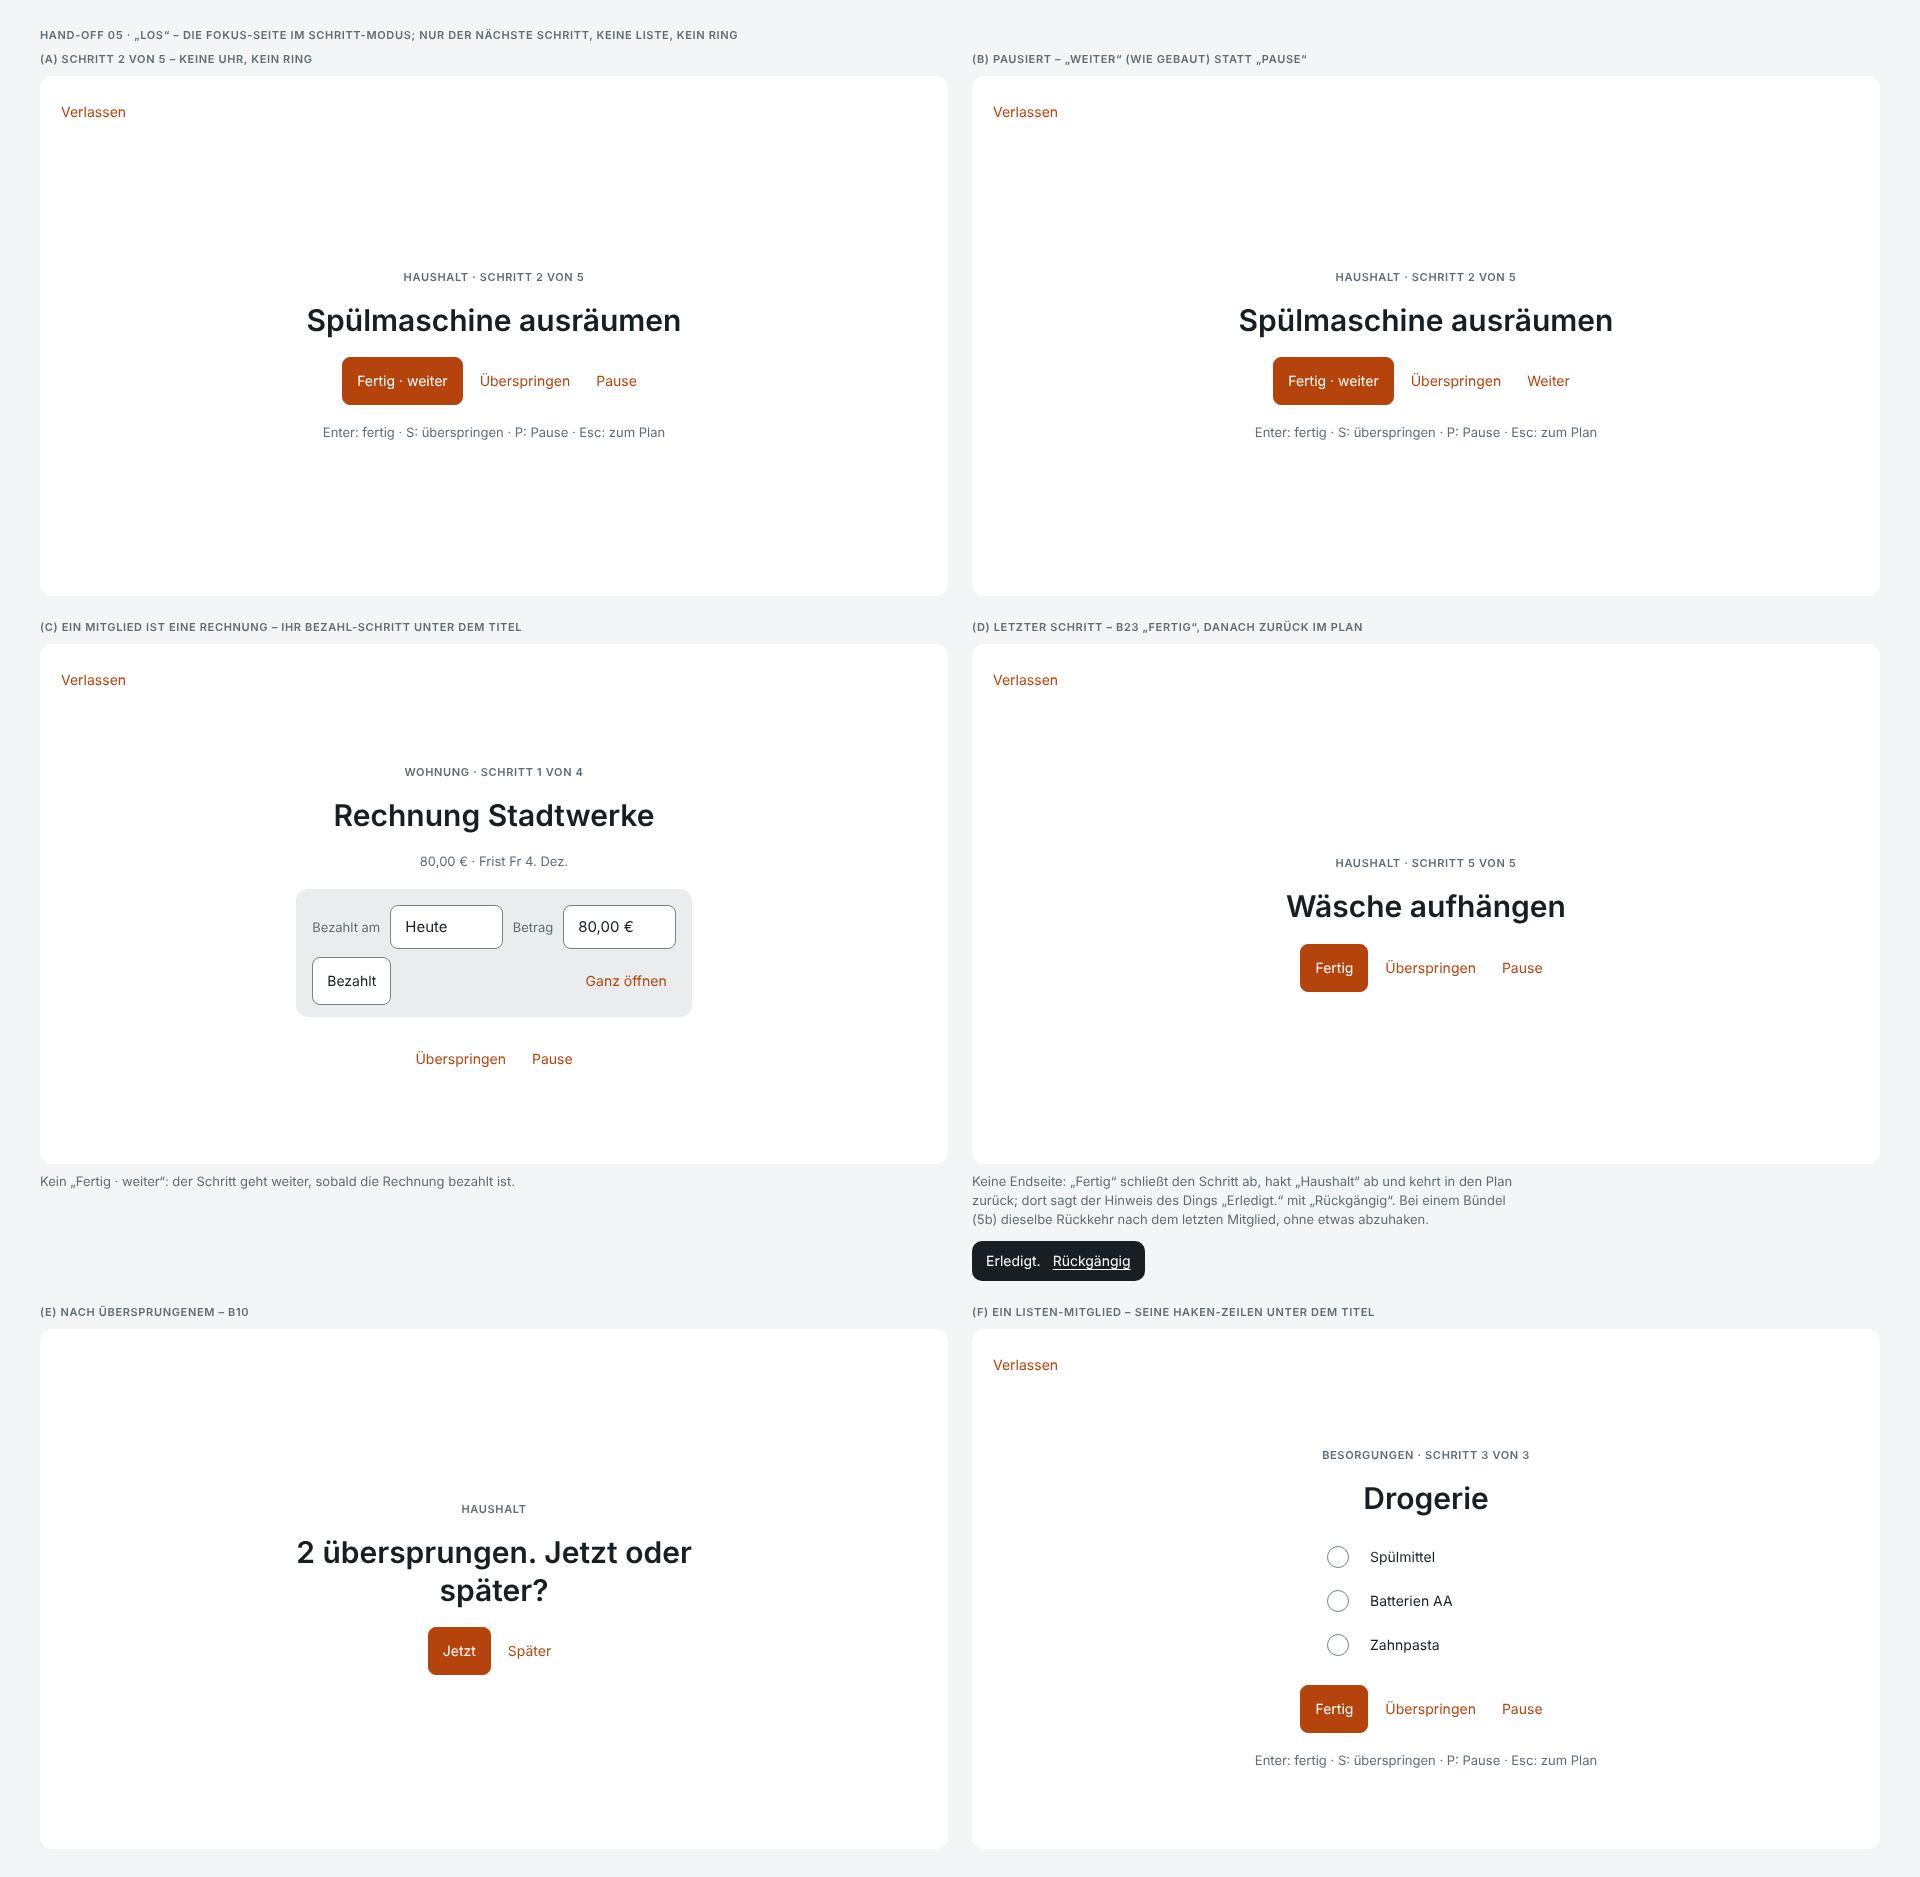 HAND-OFF 05 · „LOS“ – DIE FOKUS-SEITE IM SCHRITT-MODUS; NUR DER NÄCHSTE SCHRITT, KEINE LISTE, KEIN RING
(A) SCHRITT 2 VON 5 – KEINE UHR, KEIN RING
Verlassen
HAUSHALT · SCHRITT 2 VON 5
Spülmaschine ausräumen
Fertig · weiter Überspringen Pause
Enter: fertig · S: überspringen · P: Pause · Esc: zum Plan
(B) PAUSIERT – „WEITER“ (WIE GEBAUT) STATT „PAUSE“
Verlassen
HAUSHALT · SCHRITT 2 VON 5
Spülmaschine ausräumen
Fertig · weiter Überspringen Weiter
Enter: fertig · S: überspringen · P: Pause · Esc: zum Plan
(C) EIN MITGLIED IST EINE RECHNUNG – IHR BEZAHL-SCHRITT UNTER DEM TITEL
Verlassen
WOHNUNG · SCHRITT 1 VON 4
Rechnung Stadtwerke
80,00 € · Frist Fr 4. Dez.
Bezahlt am Heute Betrag 80,00 €
Bezahlt Ganz öffnen
Überspringen Pause
Kein „Fertig · weiter“: der Schritt geht weiter, sobald die Rechnung bezahlt ist.
(D) LETZTER SCHRITT – B23 „FERTIG“, DANACH ZURÜCK IM PLAN
Verlassen
HAUSHALT · SCHRITT 5 VON 5
Wäsche aufhängen
Fertig Überspringen Pause
Keine Endseite: „Fertig“ schließt den Schritt ab, hakt „Haushalt“ ab und kehrt in den Plan
zurück; dort sagt der Hinweis des Dings „Erledigt.“ mit „Rückgängig“. Bei einem Bündel
(5b) dieselbe Rückkehr nach dem letzten Mitglied, ohne etwas abzuhaken.
Erledigt. Rückgängig
(E) NACH ÜBERSPRUNGENEM – B10
HAUSHALT
2 übersprungen. Jetzt oder
später?
Jetzt Später
(F) EIN LISTEN-MITGLIED – SEINE HAKEN-ZEILEN UNTER DEM TITEL
Verlassen
BESORGUNGEN · SCHRITT 3 VON 3
Drogerie
Spülmittel
Batterien AA
Zahnpasta
Fertig Überspringen Pause
Enter: fertig · S: überspringen · P: Pause · Esc: zum Plan